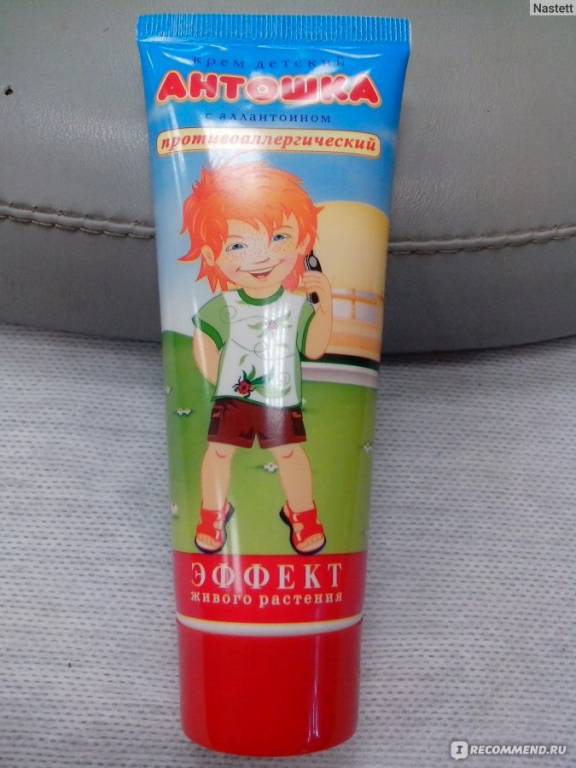 Nastett
крем детский
АНТОШКА
с аллантоином
противоаллергический
ЭФФЕКТ
живого растения
I RECOMMEND.RU